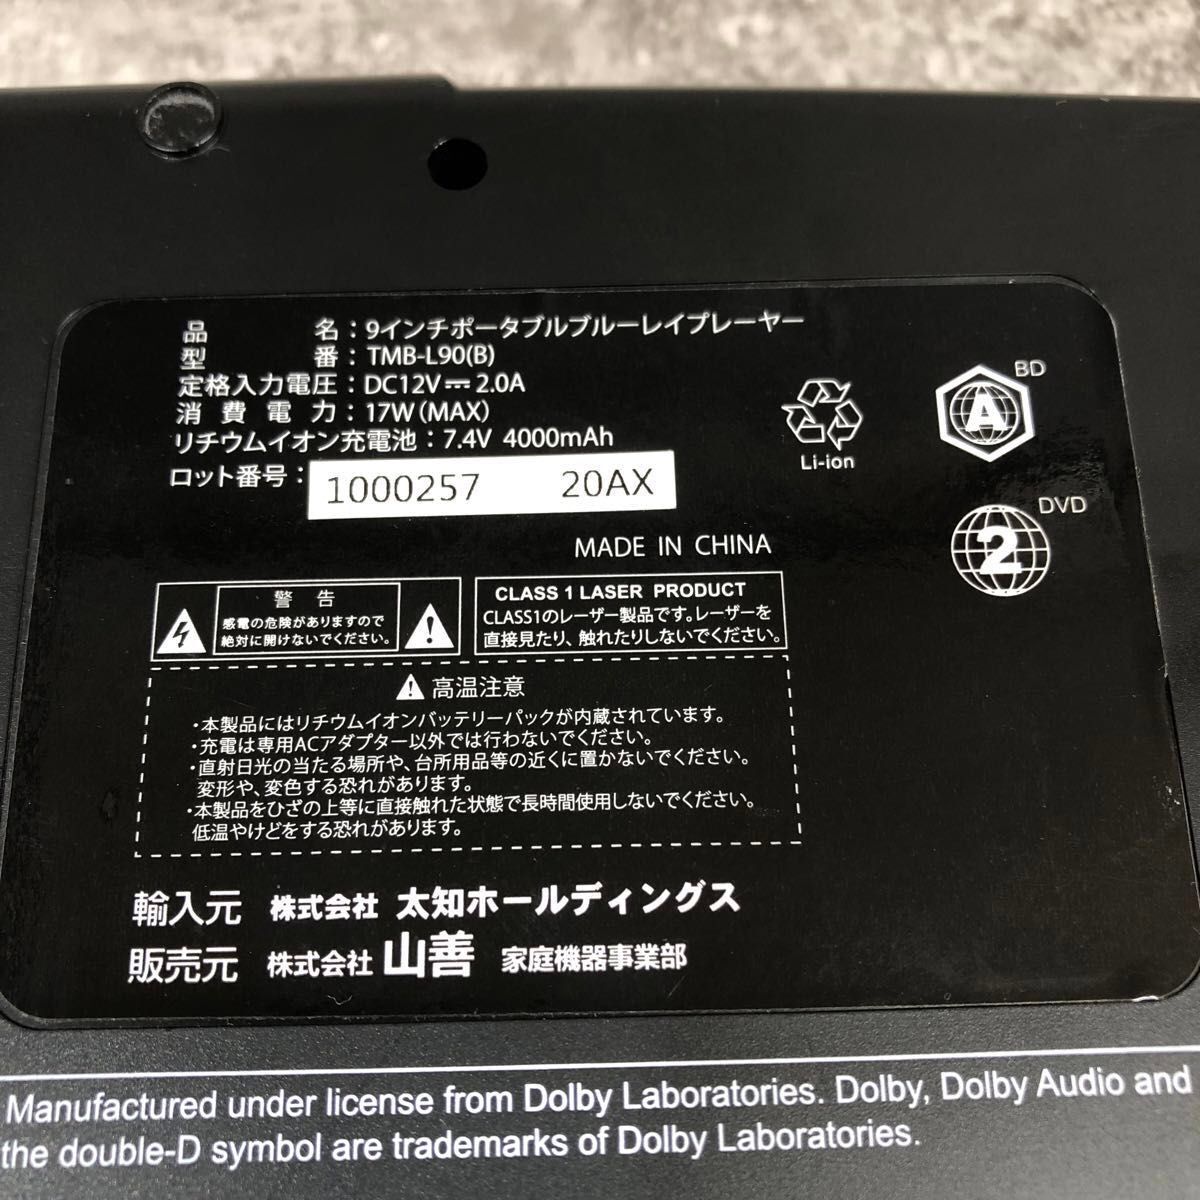 品名：9インチポータブルブルーレイプレーヤー
型番：TMB-L90(B)
定格入力電圧：DC12V⎓2.0A
消費電力：17W(MAX)
リチウムイオン充電池：7.4V 4000mAh
ロット番号：1000257 20AX
Li-ion
A BD
2 DVD
MADE IN CHINA
警告
感電の危険がありますので
絶対に開けないでください。
CLASS 1 LASER PRODUCT
CLASS1のレーザー製品です。レーザーを
直接見たり、触れたりしないでください。
高温注意
・本製品にはリチウムイオンバッテリーパックが内蔵されています。
・充電は専用ACアダプター以外では行わないでください。
・直射日光の当たる場所や、台所用品等の近くに置かないでください。
変形や、変色する恐れがあります。
・本製品をひざの上等に直接触れた状態で長時間使用しないでください。
低温やけどをする恐れがあります。
輸入元 株式会社 太知ホールディングス
販売元 株式会社 山善 家庭機器事業部
Manufactured under license from Dolby Laboratories. Dolby, Dolby Audio and
the double-D symbol are trademarks of Dolby Laboratories.